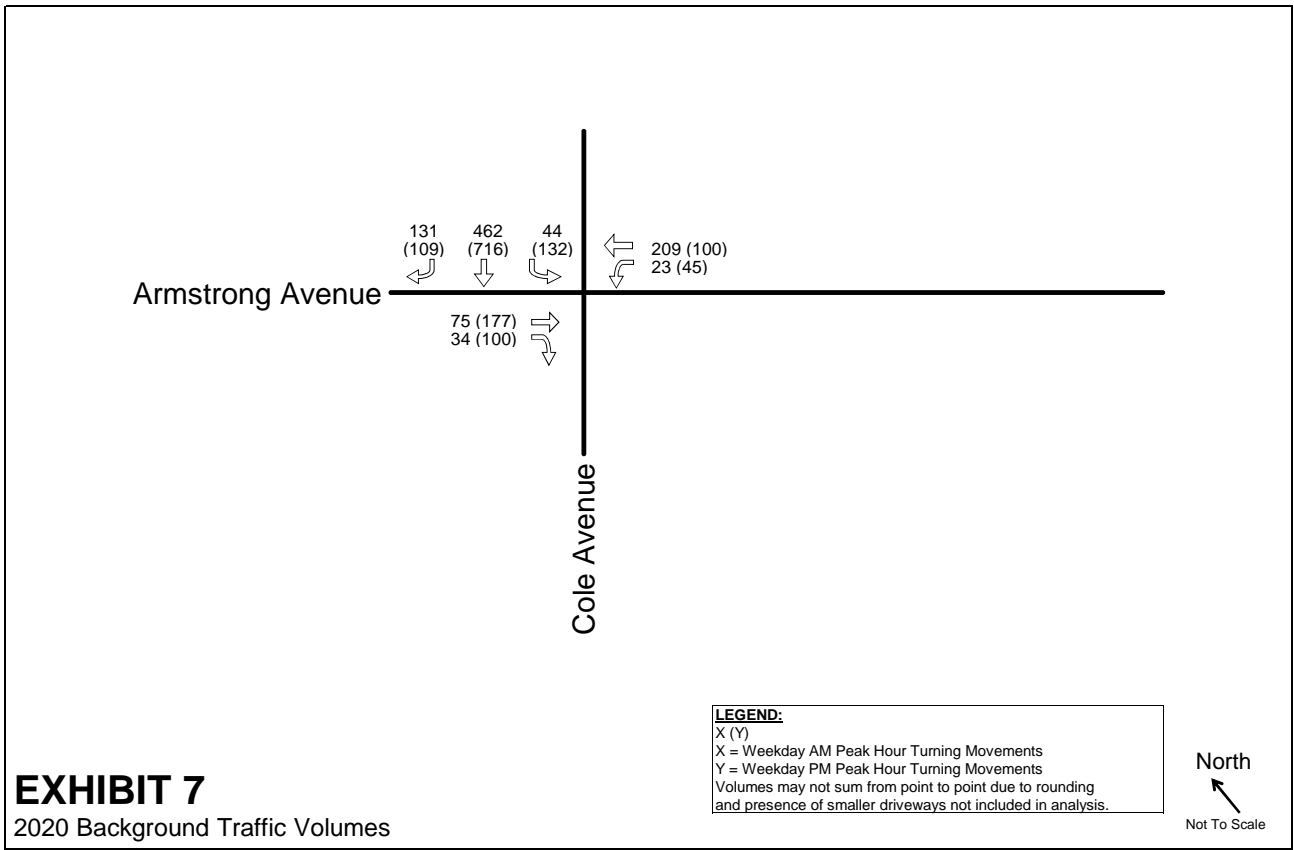 131 462 44
(109) (716) (132)
209 (100)
23 (45)
Armstrong Avenue
75 (177)
34 (100)
Cole Avenue
LEGEND:
X (Y)
X = Weekday AM Peak Hour Turning Movements
Y = Weekday PM Peak Hour Turning Movements
Volumes may not sum from point to point due to rounding
and presence of smaller driveways not included in analysis.
North
Not To Scale
EXHIBIT 7
2020 Background Traffic Volumes